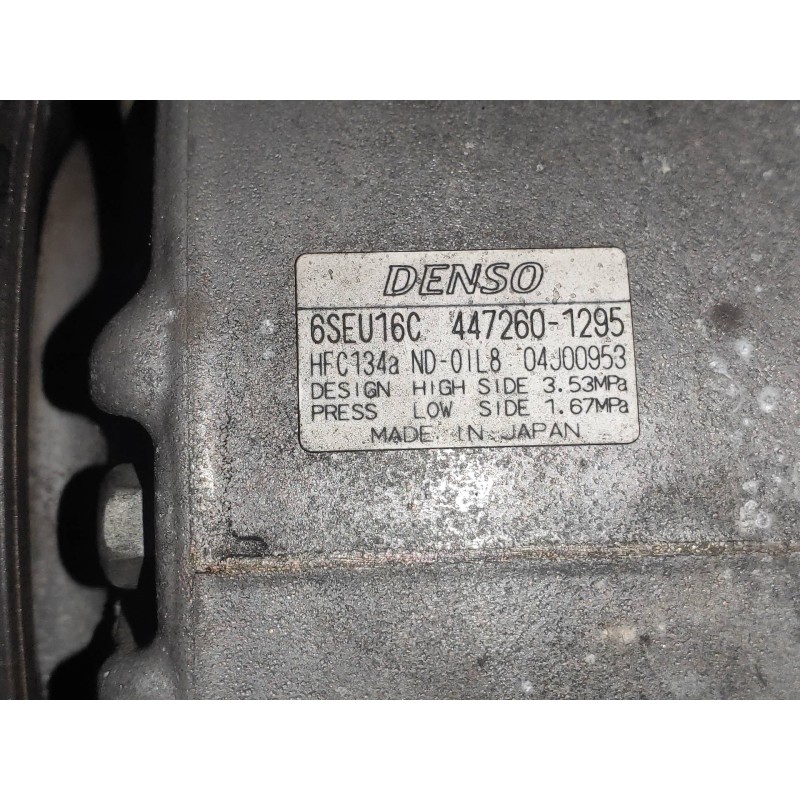 DENSO
6SEU16C 447260-1295
HFC134a ND-OIL8 04J00953
DESIGN HIGH SIDE 3.53MPa
PRESS LOW SIDE 1.67MPa
MADE IN JAPAN